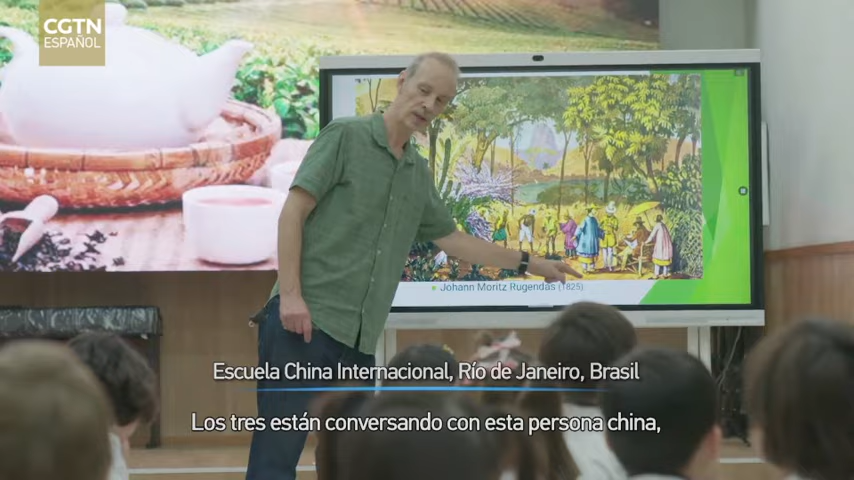 CGTN
ESPAÑOL
Johann Moritz Rugendas (1825)
Escuela China Internacional, Río de Janeiro, Brasil
Los tres están conversando con esta persona china,